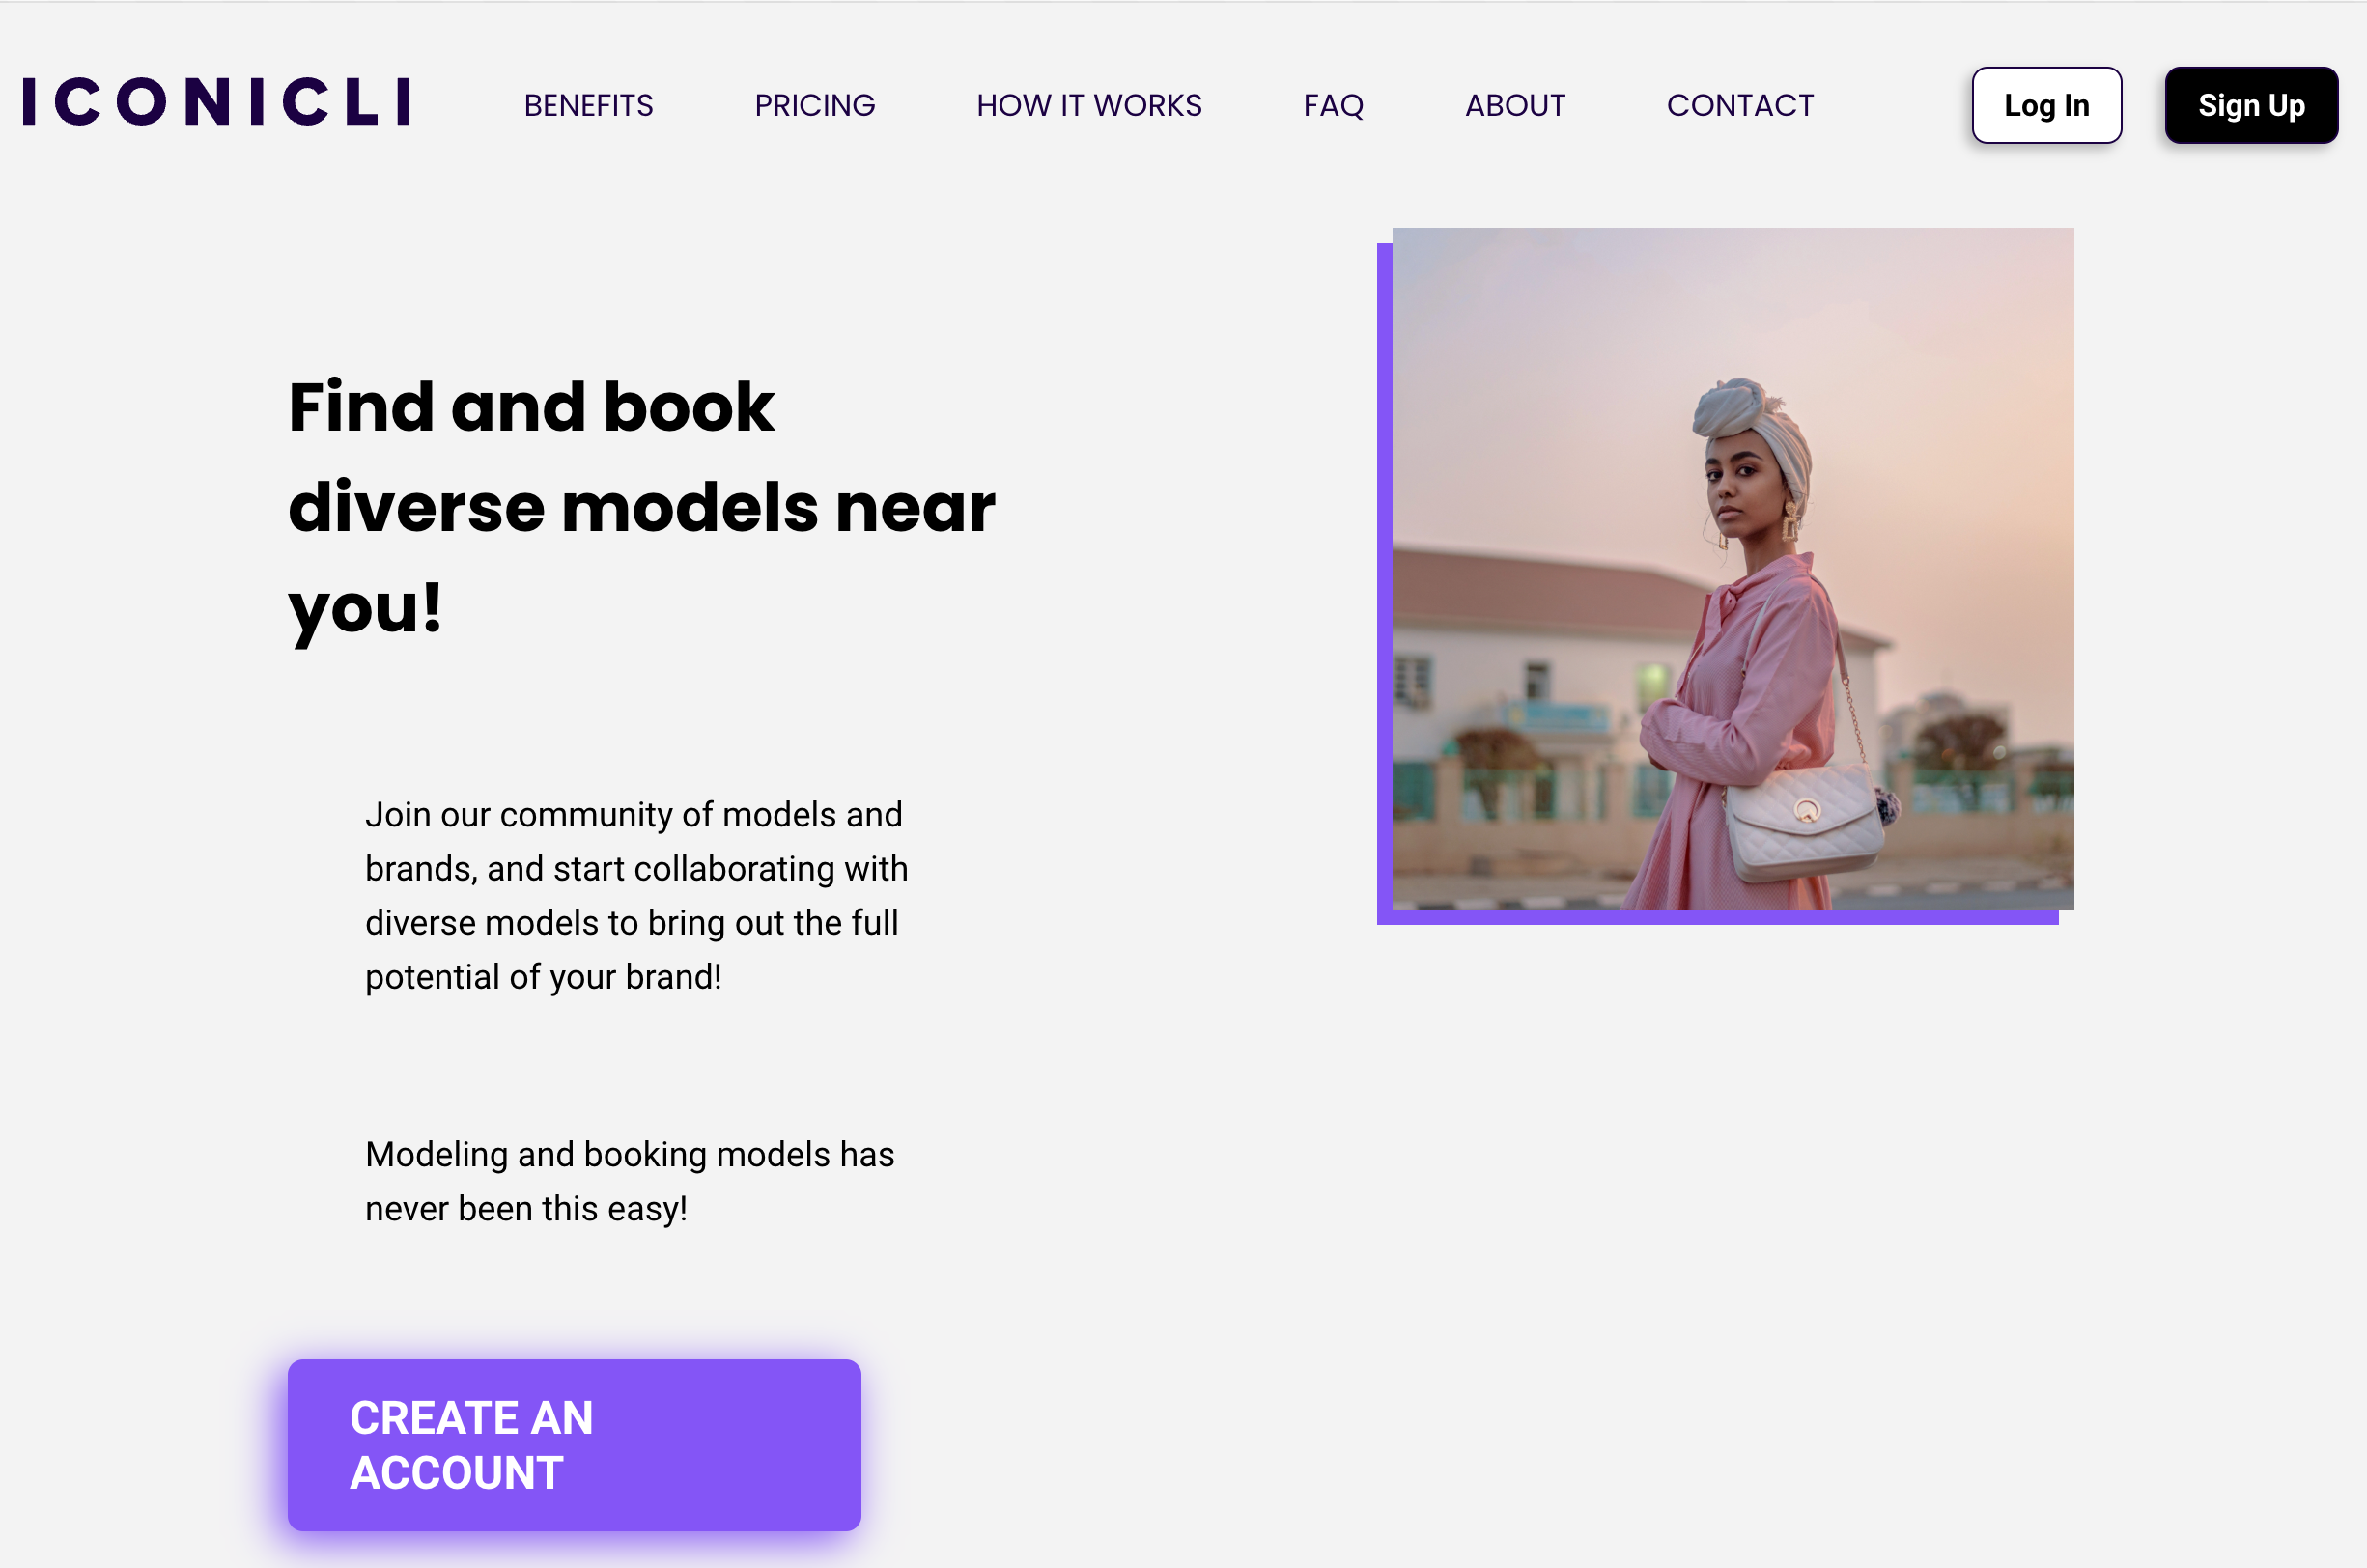 ICONICLI
BENEFITS
PRICING
HOW IT WORKS
FAQ
ABOUT
CONTACT
Log In
Sign Up
Find and book
diverse models near
you!
Join our community of models and
brands, and start collaborating with
diverse models to bring out the full
potential of your brand!
Modeling and booking models has
never been this easy!
CREATE AN
ACCOUNT